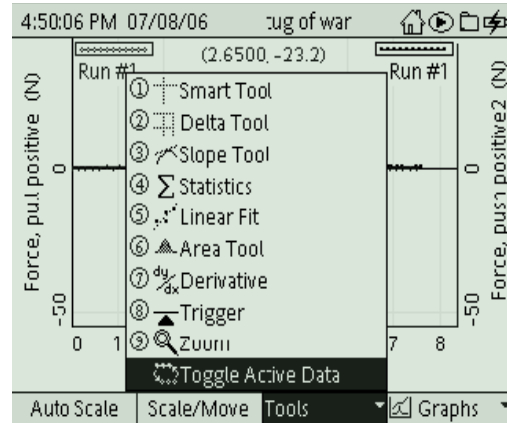 4:50:06 PM 07/08/06 tug of war
(2.6500, -23.2)
Run #1 Run #1
Force, pull positive (N)
0
-50
① Smart Tool
② Delta Tool
③ Slope Tool
④ Σ Statistics
⑤ Linear Fit
⑥ Area Tool
⑦ dy/dx Derivative
⑧ Trigger
⑨ Zoom
Toggle Active Data
0
-50
Force, push positive2 (N)
0 1 7 8
Auto Scale Scale/Move Tools Graphs